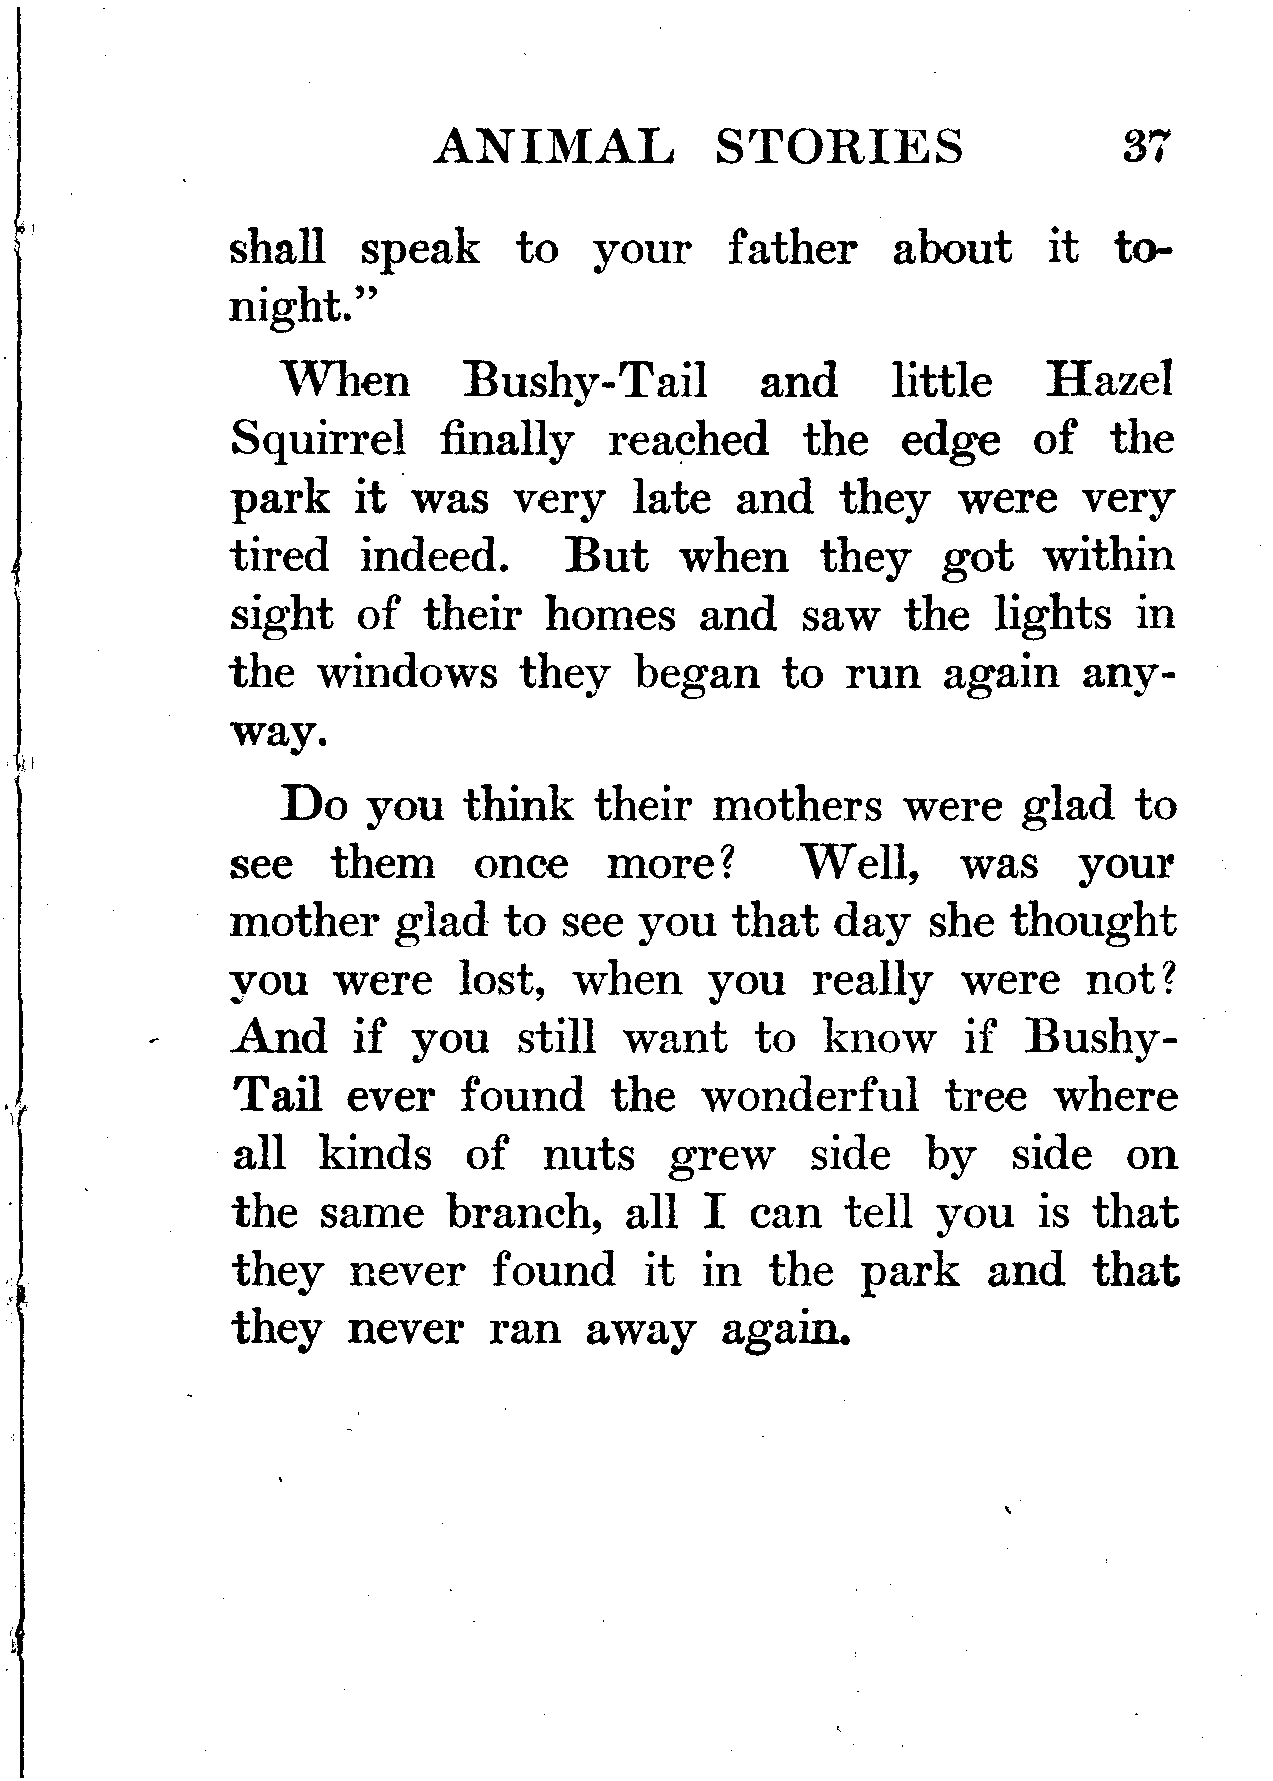 ANIMAL STORIES 37
shall speak to your father about it to-
night."
When Bushy-Tail and little Hazel
Squirrel finally reached the edge of the
park it was very late and they were very
tired indeed. But when they got within
sight of their homes and saw the lights in
the windows they began to run again any-
way.
Do you think their mothers were glad to
see them once more? Well, was your
mother glad to see you that day she thought
you were lost, when you really were not?
And if you still want to know if Bushy-
Tail ever found the wonderful tree where
all kinds of nuts grew side by side on
the same branch, all I can tell you is that
they never found it in the park and that
they never ran away again.